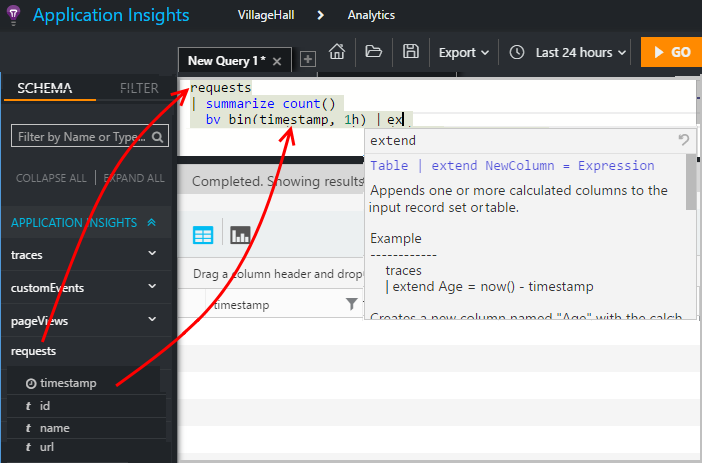 Application Insights VillageHall Analytics
New Query 1* × + Export Last 24 hours GO
SCHEMA FILTER
Filter by Name or Type...
COLLAPSE ALL | EXPAND ALL
APPLICATION INSIGHTS
traces
customEvents
pageViews
requests
timestamp
t id
t name
t url
requests
| summarize count()
by bin(timestamp, 1h) | ex
extend
Table | extend NewColumn = Expression
Appends one or more calculated columns to the
input record set or table.
Example
------------
traces
| extend Age = now() - timestamp
Creates a new column named "Age" with the
Completed. Showing results
Drag a column header and drop
timestamp